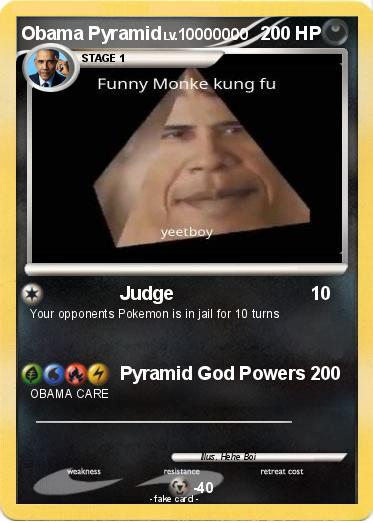 Obama Pyramid LV.10000000 200 HP
STAGE 1
Funny Monke kung fu
yeetboy
Judge 10
Your opponents Pokemon is in jail for 10 turns
Pyramid God Powers 200
OBAMA CARE
Illus. Hehe Boi
weakness resistance retreat cost
-40
- fake card -